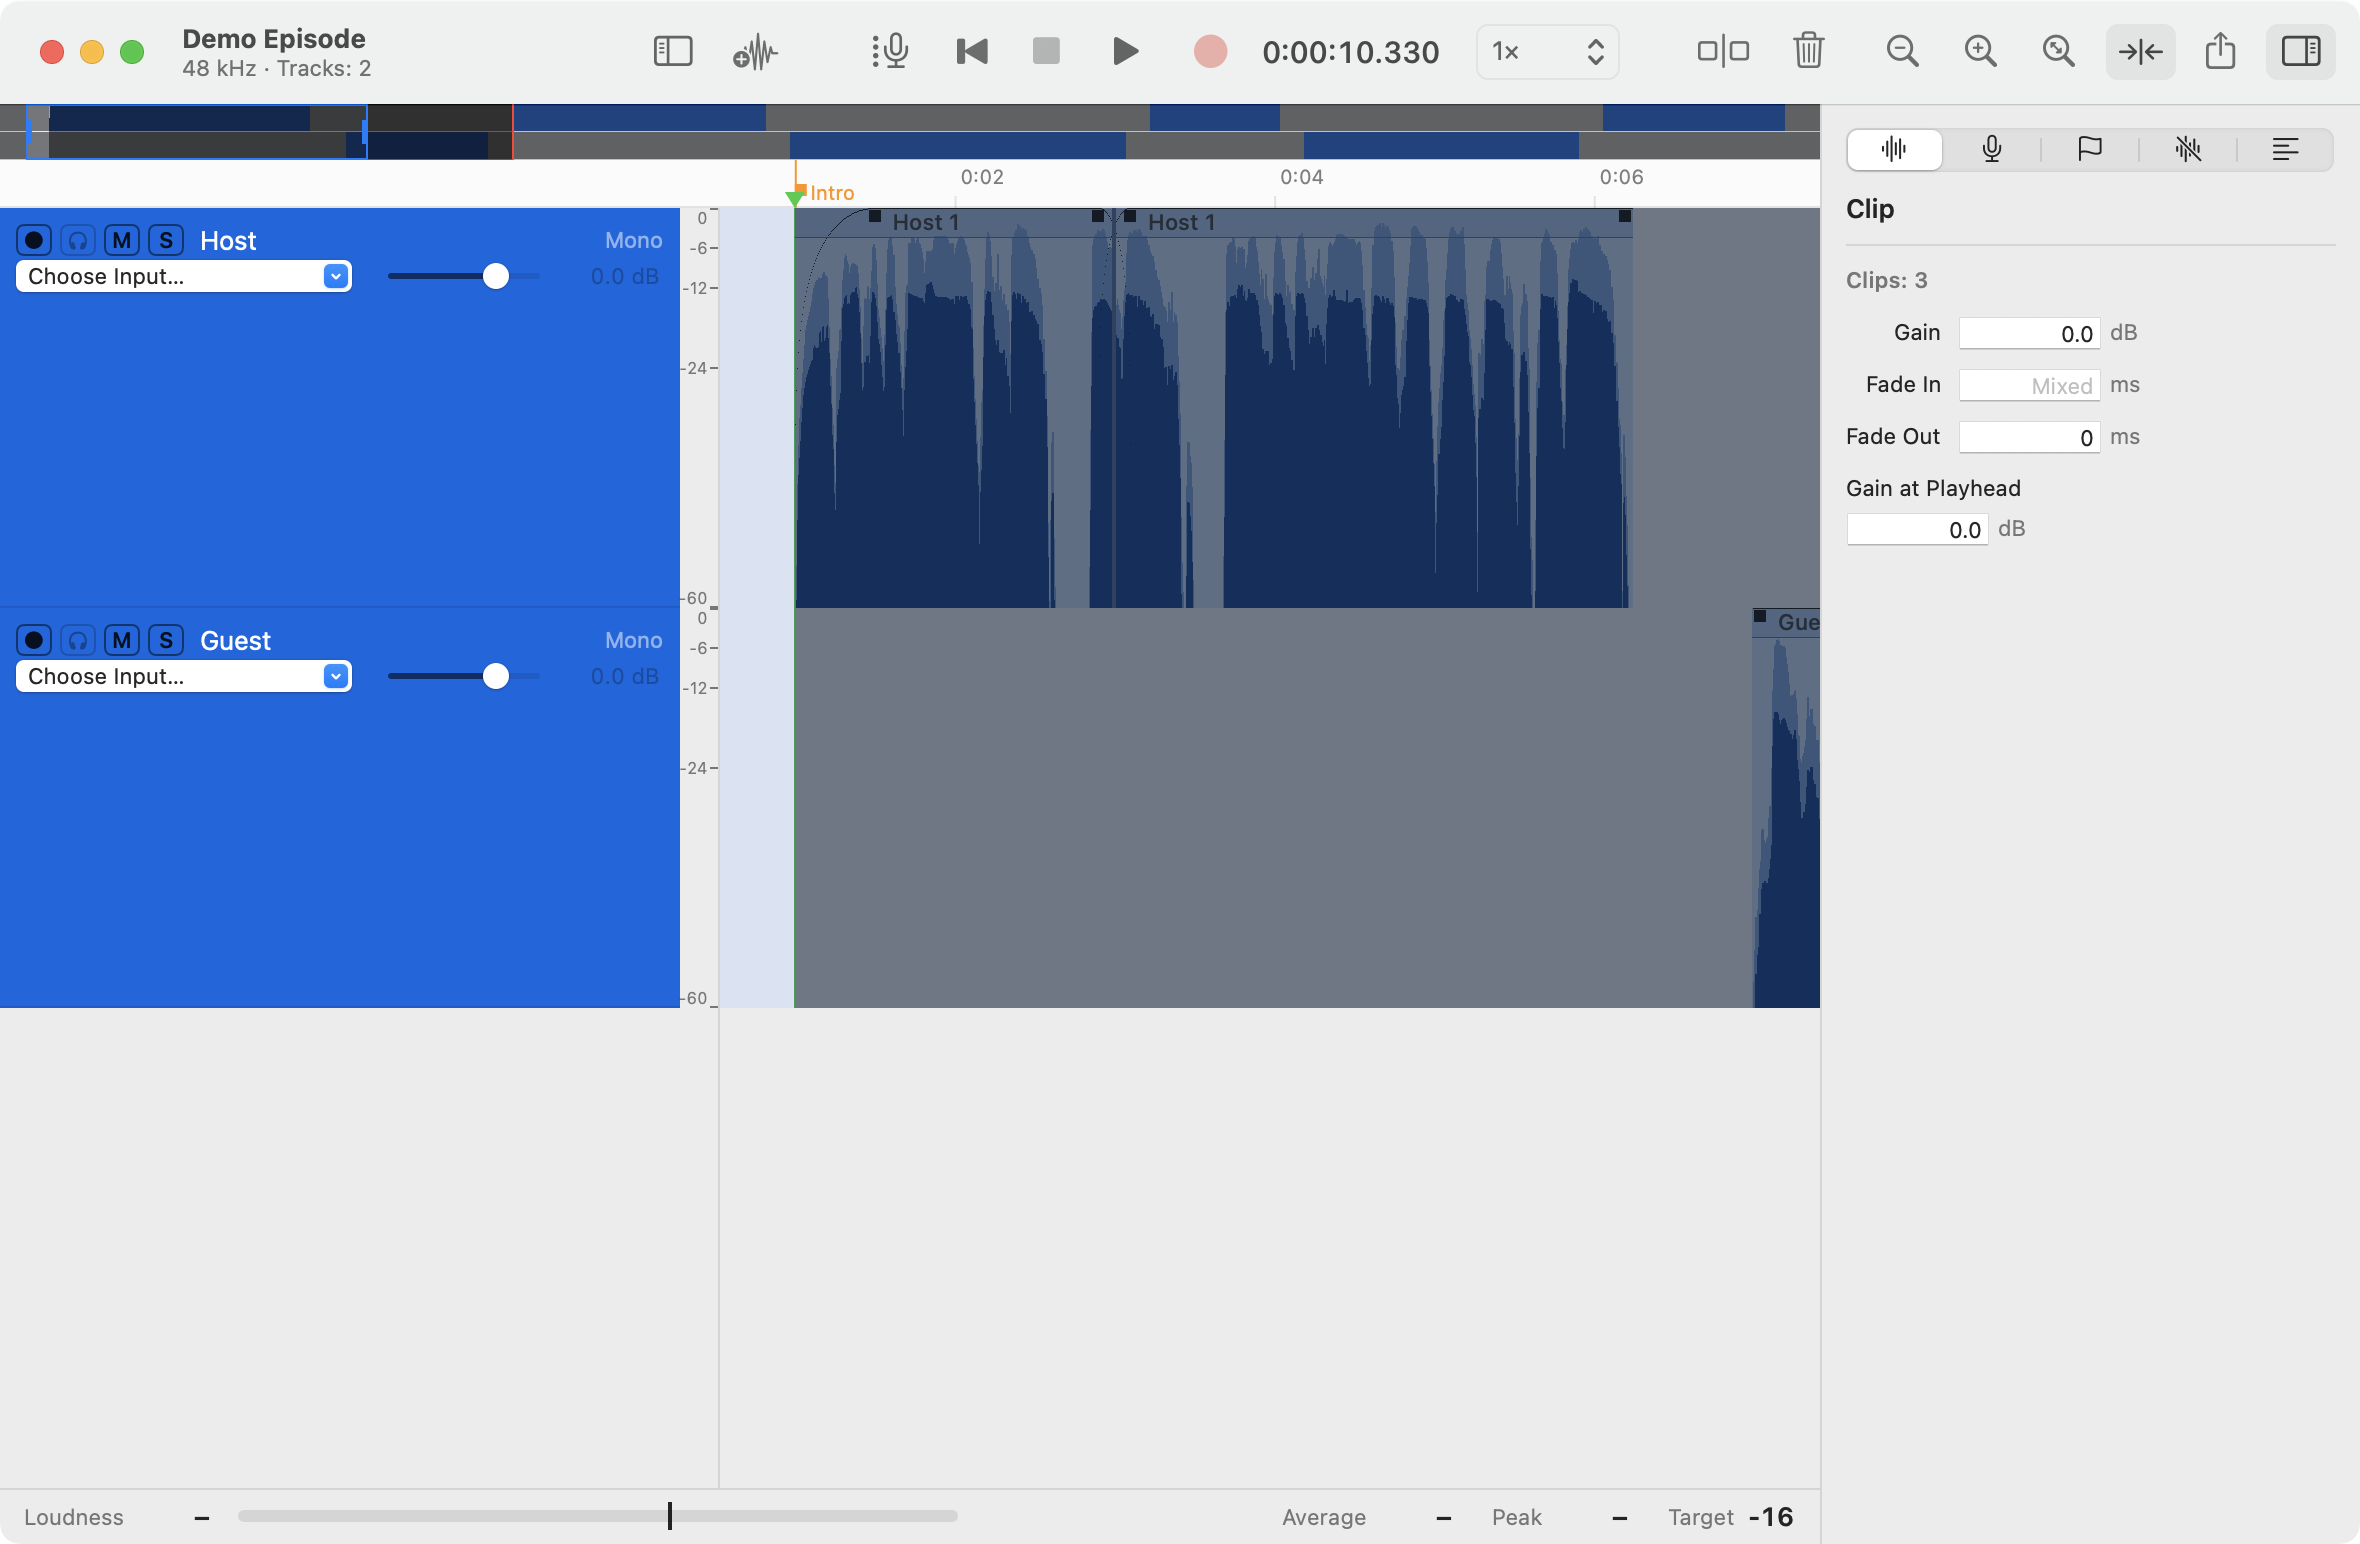 Demo Episode
48 kHz · Tracks: 2
0:00:10.330
1×
Intro
0:02
0:04
0:06
M
S
Host
Mono
Choose Input...
0.0 dB
0
-6
-12
-24
-60
Host 1
Host 1
M
S
Guest
Mono
Choose Input...
0.0 dB
0
-6
-12
-24
-60
Gue
Clip
Clips: 3
Gain
0.0
dB
Fade In
Mixed
ms
Fade Out
0
ms
Gain at Playhead
0.0
dB
Loudness
–
Average
–
Peak
–
Target
-16